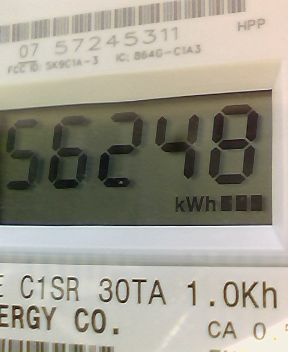 07 57245311
HPP
FCC ID: SK9C1A-3 IC: 864G-C1A3
56248
kWh
C1SR 30TA 1.0Kh
ERGY CO.
CA 0.